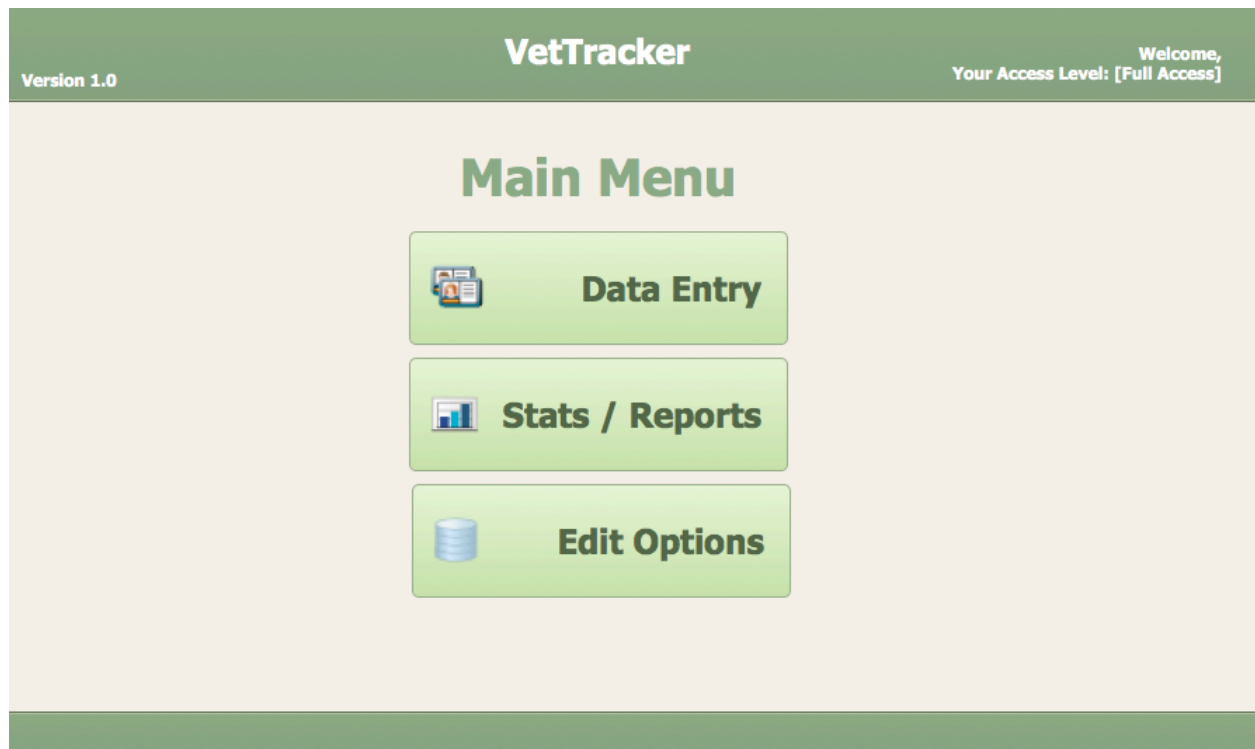 VetTracker
Welcome,
Version 1.0
Your Access Level: [Full Access]
Main Menu
Data Entry
Stats / Reports
Edit Options